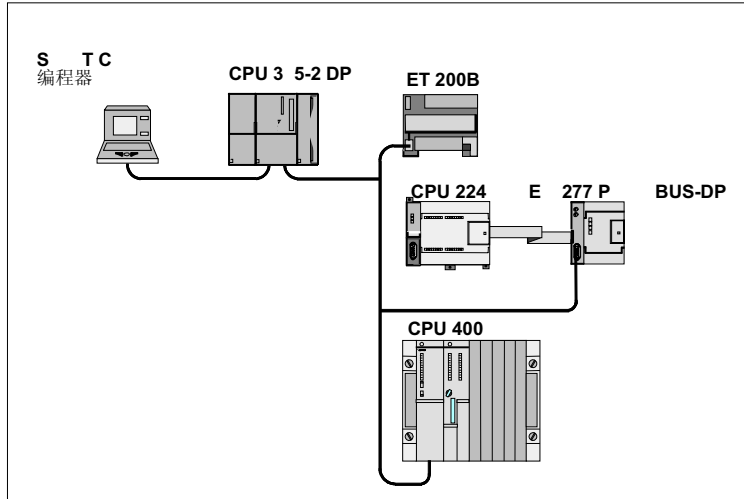 S T C
编程器
CPU 3 5-2 DP
ET 200B
CPU 224
E 277 P BUS-DP
CPU 400